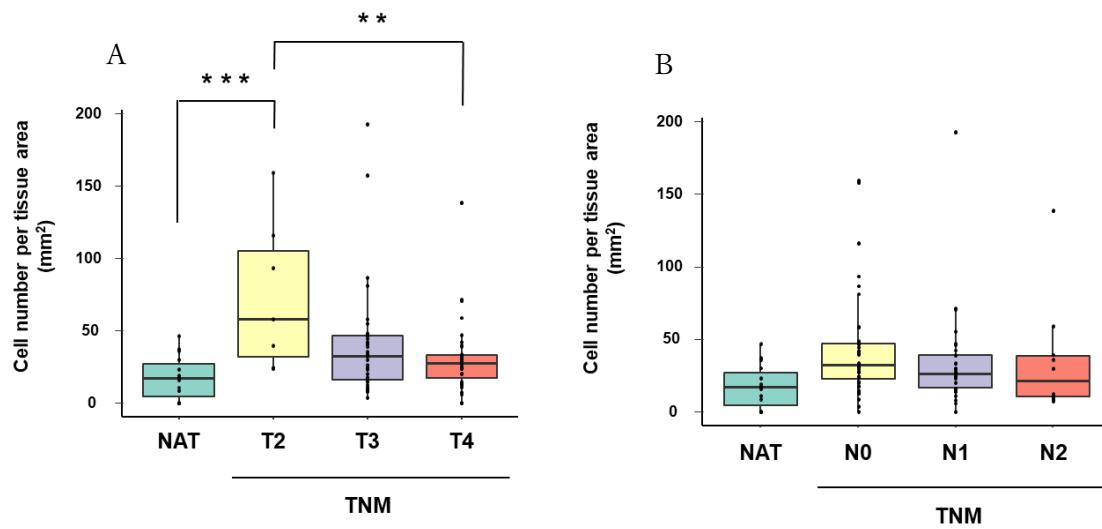 A
* * *
* *
Cell number per tissue area
(mm²)
200
150
100
50
0
NAT T2 T3 T4
TNM
B
Cell number per tissue area
(mm²)
200
150
100
50
0
NAT N0 N1 N2
TNM